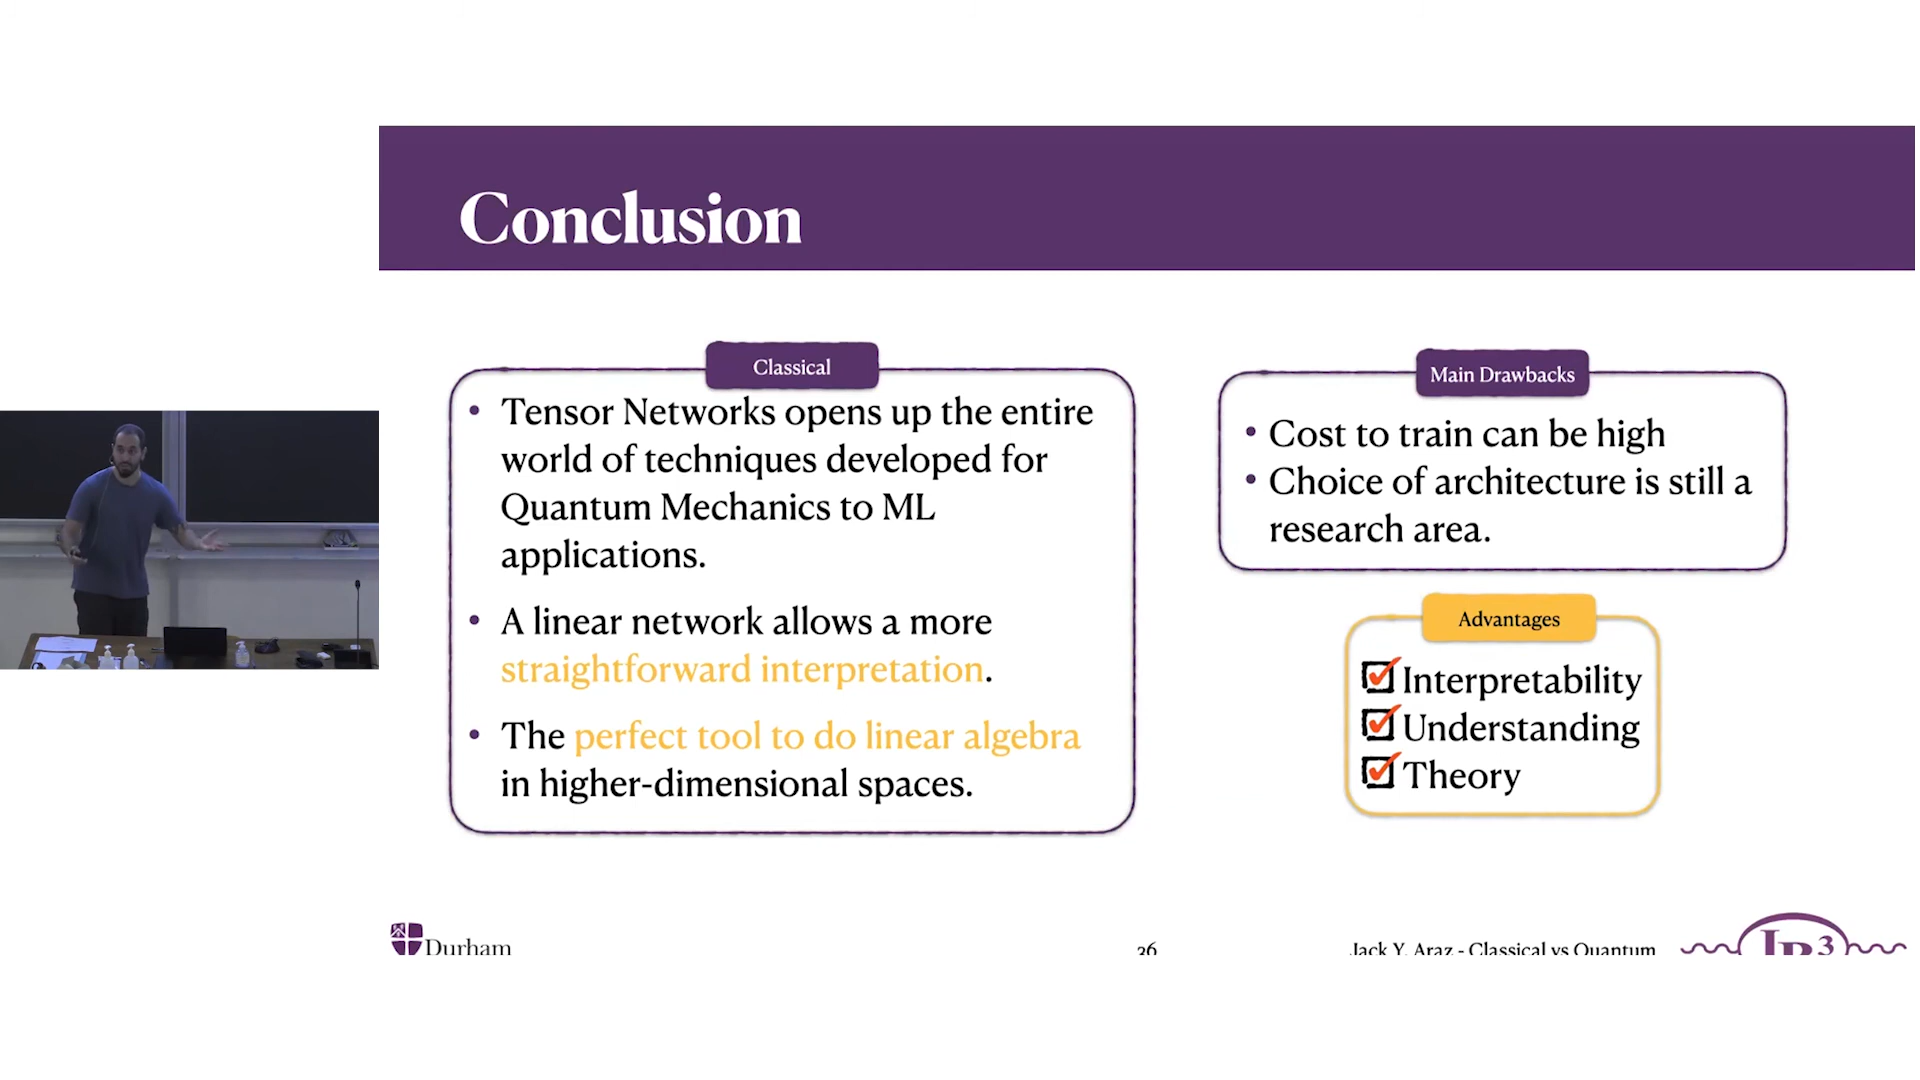 Conclusion
Classical
• Tensor Networks opens up the entire
world of techniques developed for
Quantum Mechanics to ML
applications.
• A linear network allows a more
straightforward interpretation.
• The perfect tool to do linear algebra
in higher-dimensional spaces.
Main Drawbacks
• Cost to train can be high
• Choice of architecture is still a
research area.
Advantages
Interpretability
Understanding
Theory
Durham
36
Jack Y. Araz - Classical vs Quantum
IP3